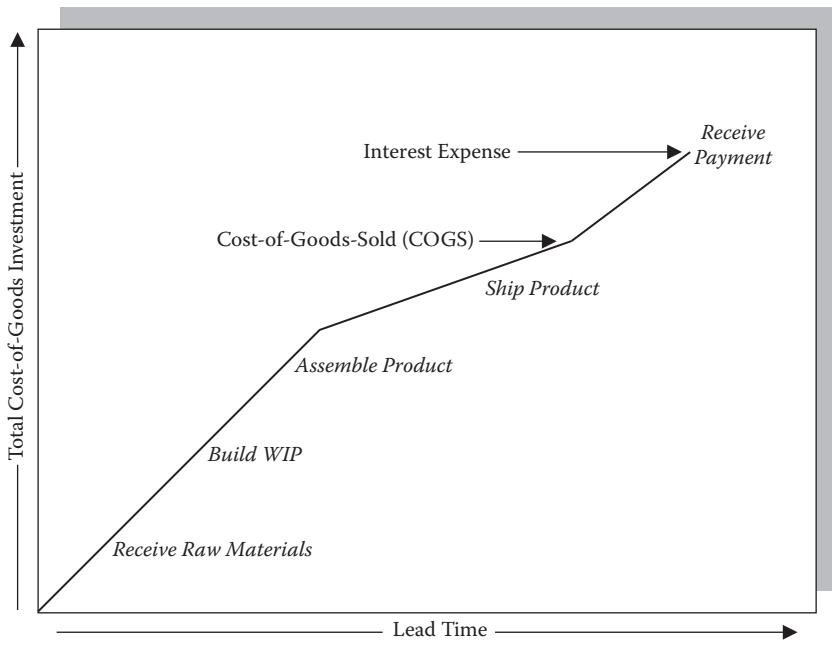 Receive
Payment
Interest Expense
Cost-of-Goods-Sold (COGS)
Ship Product
Assemble Product
Build WIP
Receive Raw Materials
Total Cost-of-Goods Investment
Lead Time